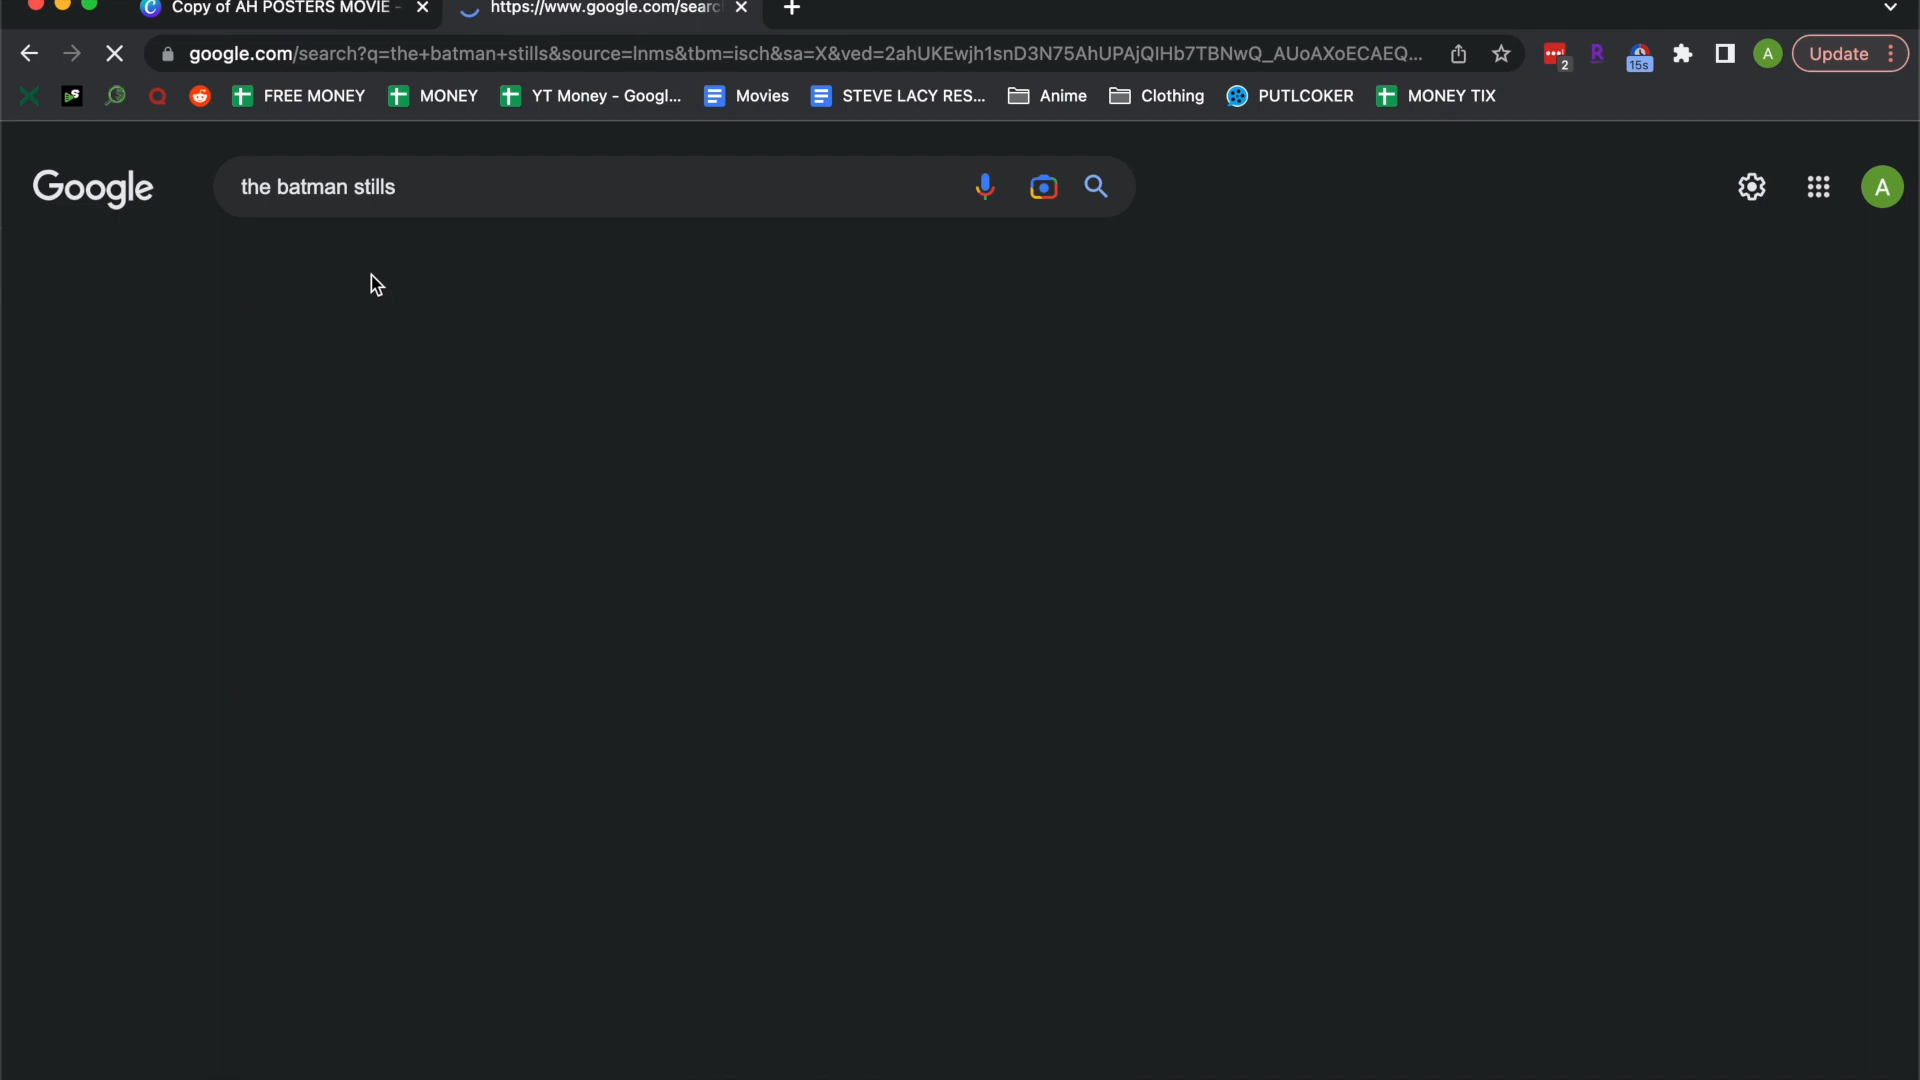 Copy of AH POSTERS MOVIE -
https://www.google.com/searc
google.com/search?q=the+batman+stills&source=lnms&tbm=isch&sa=X&ved=2ahUKEwjh1snD3N75AhUPAjQIHb7TBNwQ_AUoAXoECAEQ...
2
R
15s
A
Update
FREE MONEY
MONEY
YT Money - Googl...
Movies
STEVE LACY RES...
Anime
Clothing
PUTLCOKER
MONEY TIX
Google
the batman stills
A